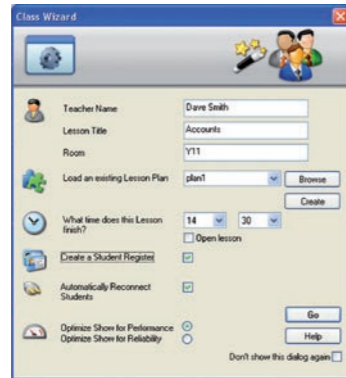 Class Wizard
Teacher Name
Dave Smith
Lesson Title
Accounts
Room
Y11
Load an existing Lesson Plan
plan1
Browse
Create
What time does this Lesson finish?
14
30
Open lesson
Create a Student Register
Automatically Reconnect Students
Optimize Show for Performance
Optimize Show for Reliability
Go
Help
Don't show this dialog again